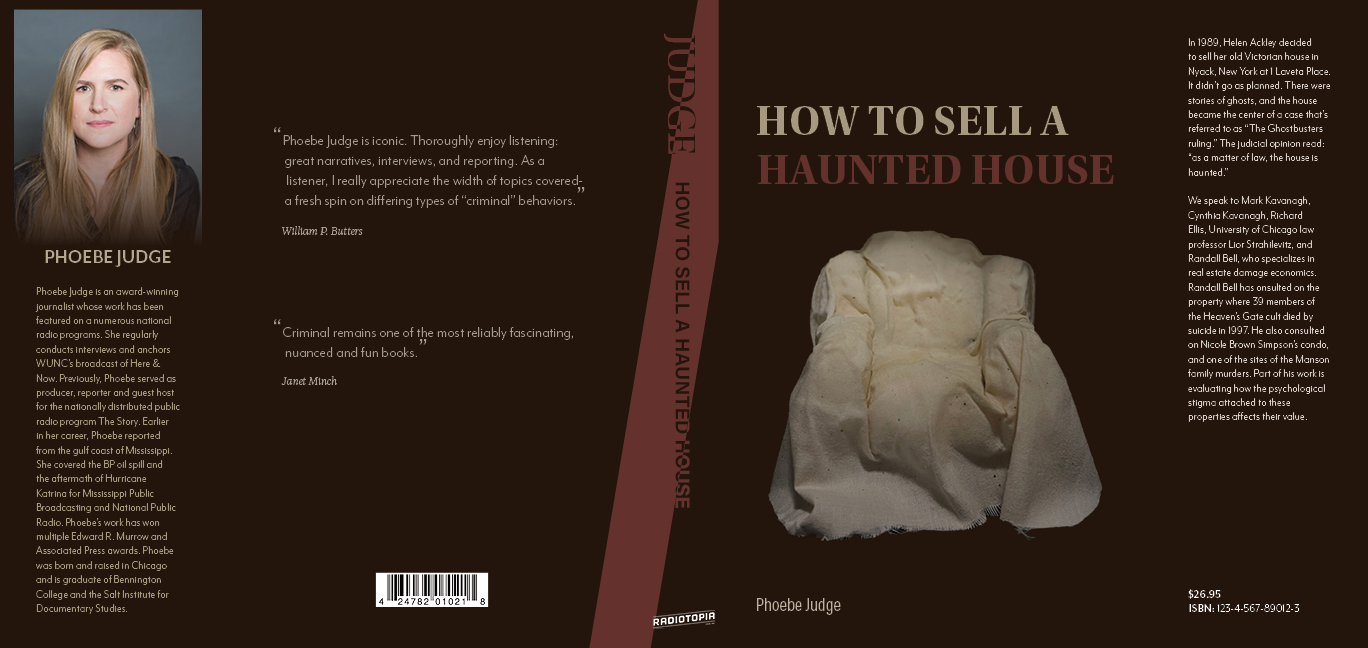 PHOEBE JUDGE
Phoebe Judge is an award-winning
journalist whose work has been
featured on a numerous national
radio programs. She regularly
conducts interviews and anchors
WUNC's broadcast of Here &
Now. Previously, Phoebe served as
producer, reporter and guest host
for the nationally distributed public
radio program The Story. Earlier
in her career, Phoebe reported
from the gulf coast of Mississippi.
She covered the BP oil spill and
the aftermath of Hurricane
Katrina for Mississippi Public
Broadcasting and National Public
Radio. Phoebe's work has won
multiple Edward R. Murrow and
Associated Press awards. Phoebe
was born and raised in Chicago
and is graduate of Bennington
College and the Salt Institute for
Documentary Studies.
“Phoebe Judge is iconic. Thoroughly enjoy listening:
great narratives, interviews, and reporting. As a
listener, I really appreciate the width of topics covered-
a fresh spin on differing types of “criminal” behaviors.”
William P. Butters
“Criminal remains one of the most reliably fascinating,
nuanced and fun books.”
Janet Minch
4 24782 01021 8
JUDGE
HOW TO SELL A HAUNTED HOUSE
RADIOTOPIA
HOW TO SELL A
HAUNTED HOUSE
Phoebe Judge
In 1989, Helen Ackley decided
to sell her old Victorian house in
Nyack, New York at 1 Laveta Place.
It didn't go as planned. There were
stories of ghosts, and the house
became the center of a case that's
referred to as “The Ghostbusters
ruling.” The judicial opinion read:
“as a matter of law, the house is
haunted.”
We speak to Mark Kavanagh,
Cynthia Kavanagh, Richard
Ellis, University of Chicago law
professor Lior Strahilevitz, and
Randall Bell, who specializes in
real estate damage economics.
Randall Bell has onsulted on the
property where 39 members of
the Heaven's Gate cult died by
suicide in 1997. He also consulted
on Nicole Brown Simpson's condo,
and one of the sites of the Manson
family murders. Part of his work is
evaluating how the psychological
stigma attached to these
properties affects their value.
$26.95
ISBN: 123-4-567-89012-3